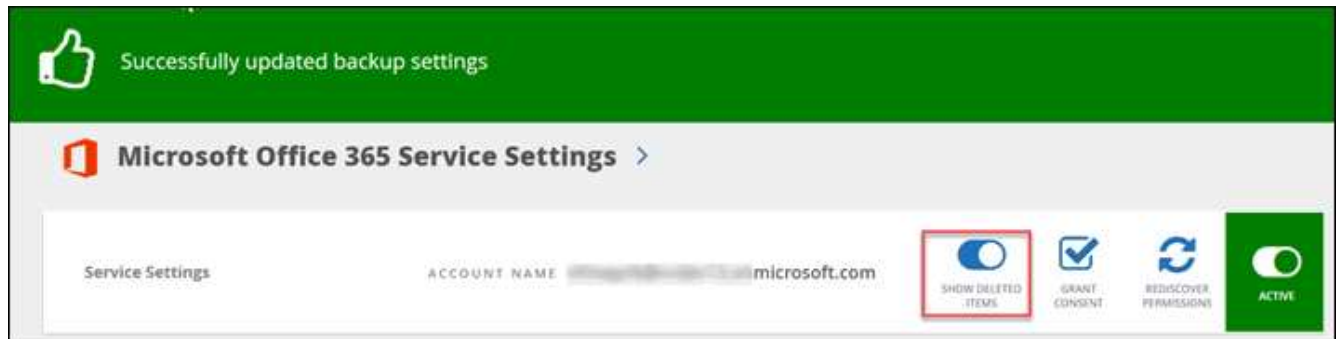 Successfully updated backup settings
Microsoft Office 365 Service Settings >
Service Settings
ACCOUNT NAME microsoft.com
SHOW DELETED
ITEMS
GRANT
CONSENT
REDISCOVER
PERMISSIONS
ACTIVE